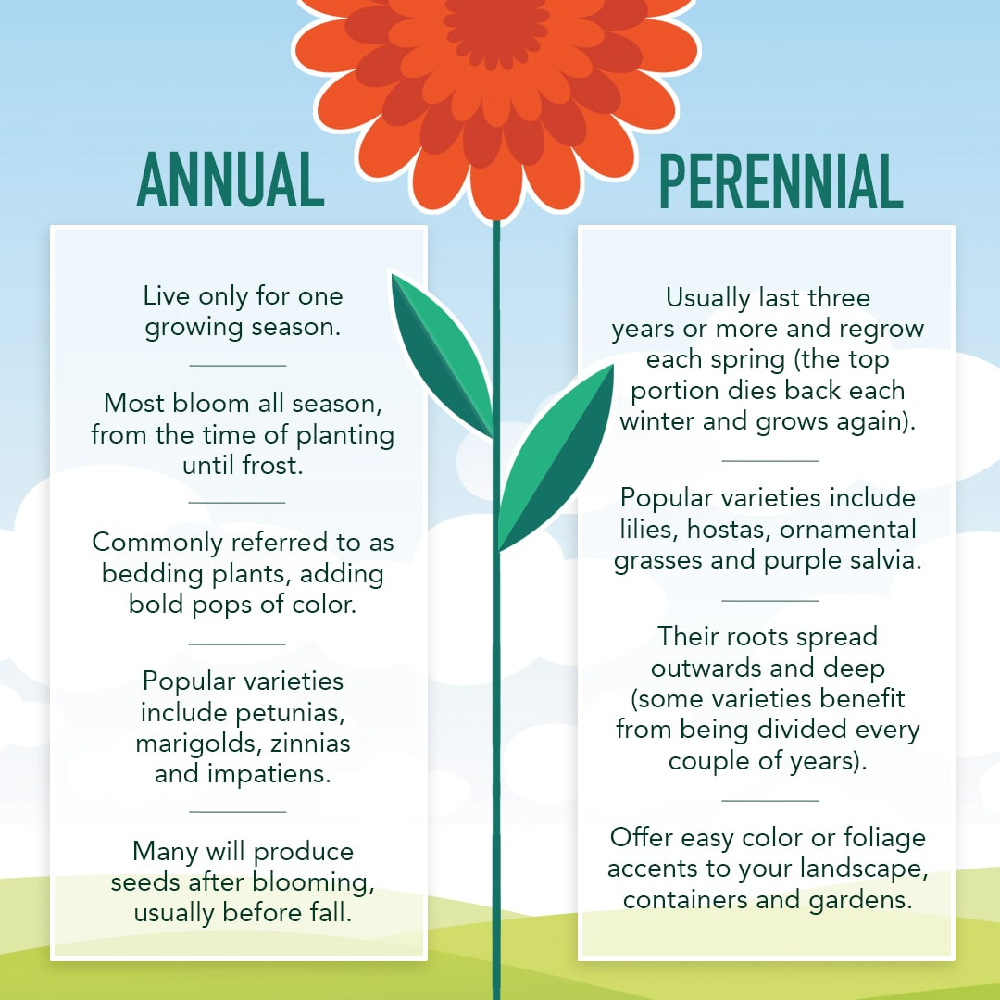 ANNUAL
Live only for one
growing season.
Most bloom all season,
from the time of planting
until frost.
Commonly referred to as
bedding plants, adding
bold pops of color.
Popular varieties
include petunias,
marigolds, zinnias
and impatiens.
Many will produce
seeds after blooming,
usually before fall.
PERENNIAL
Usually last three
years or more and regrow
each spring (the top
portion dies back each
winter and grows again).
Popular varieties include
lilies, hostas, ornamental
grasses and purple salvia.
Their roots spread
outwards and deep
(some varieties benefit
from being divided every
couple of years).
Offer easy color or foliage
accents to your landscape,
containers and gardens.